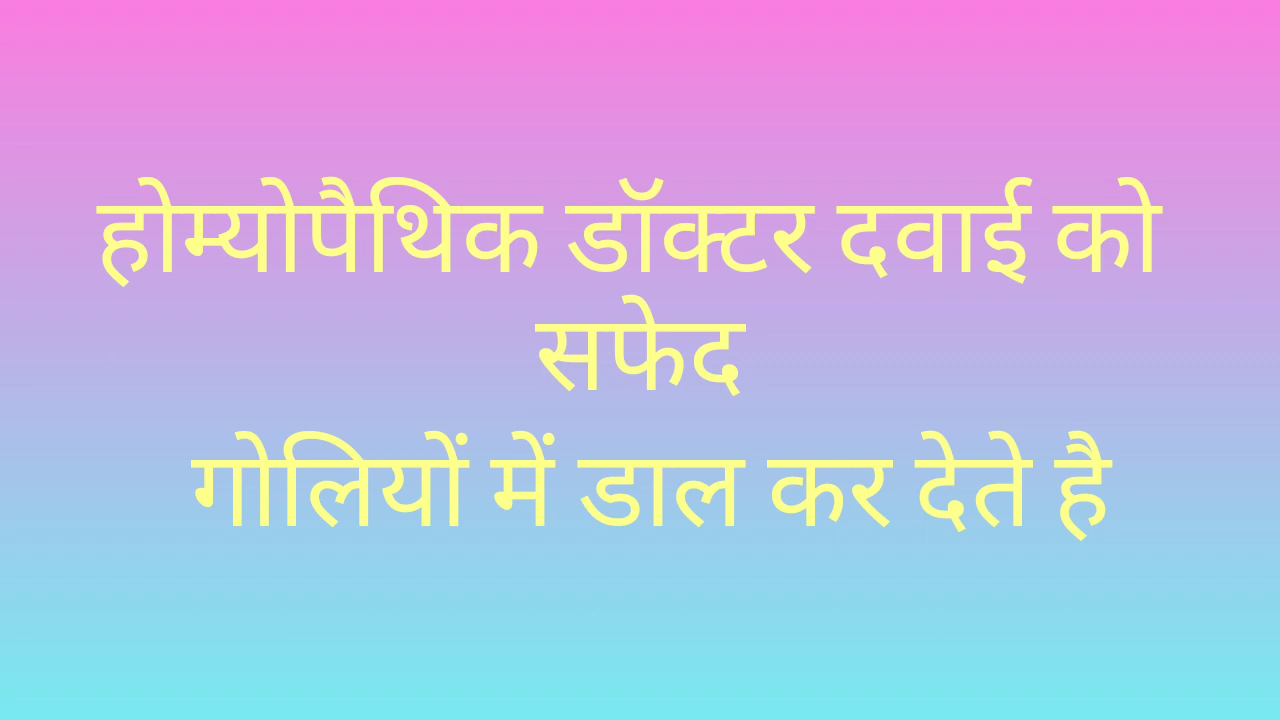 होम्योपैथिक डॉक्टर दवाई को
सफेद
गोलियों में डाल कर देते है